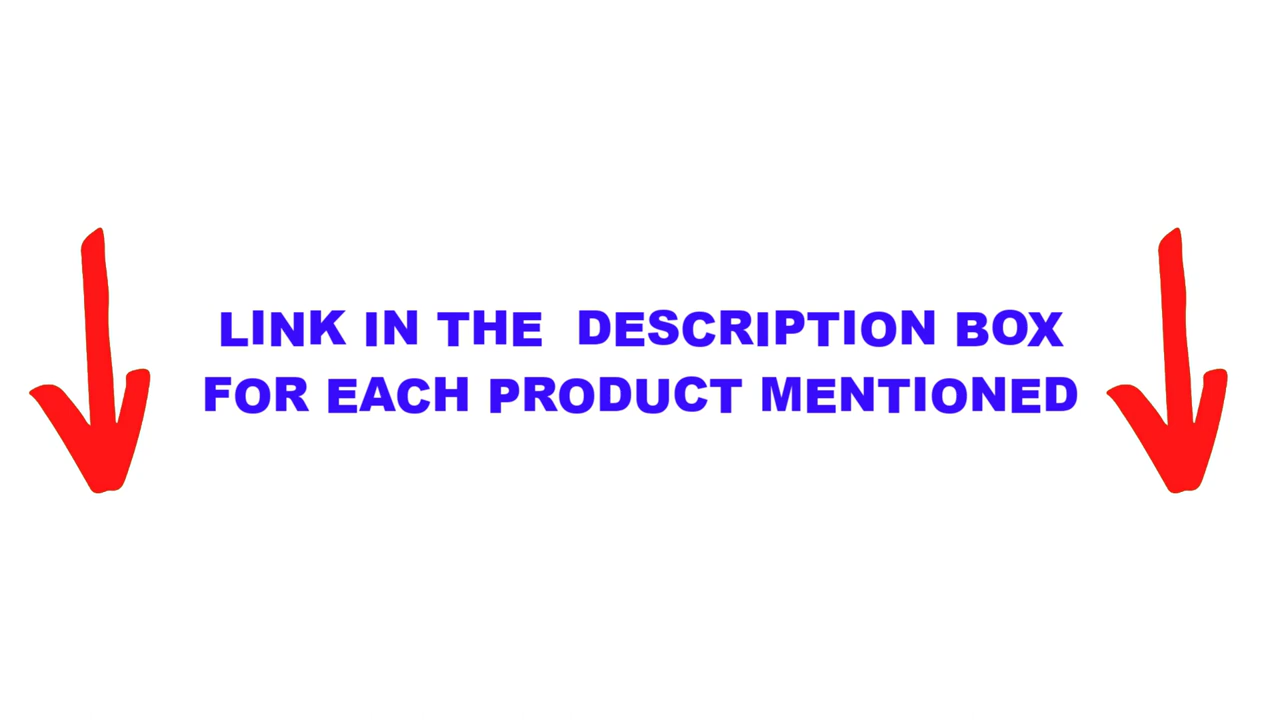 LINK IN THE  DESCRIPTION BOX
FOR EACH PRODUCT MENTIONED